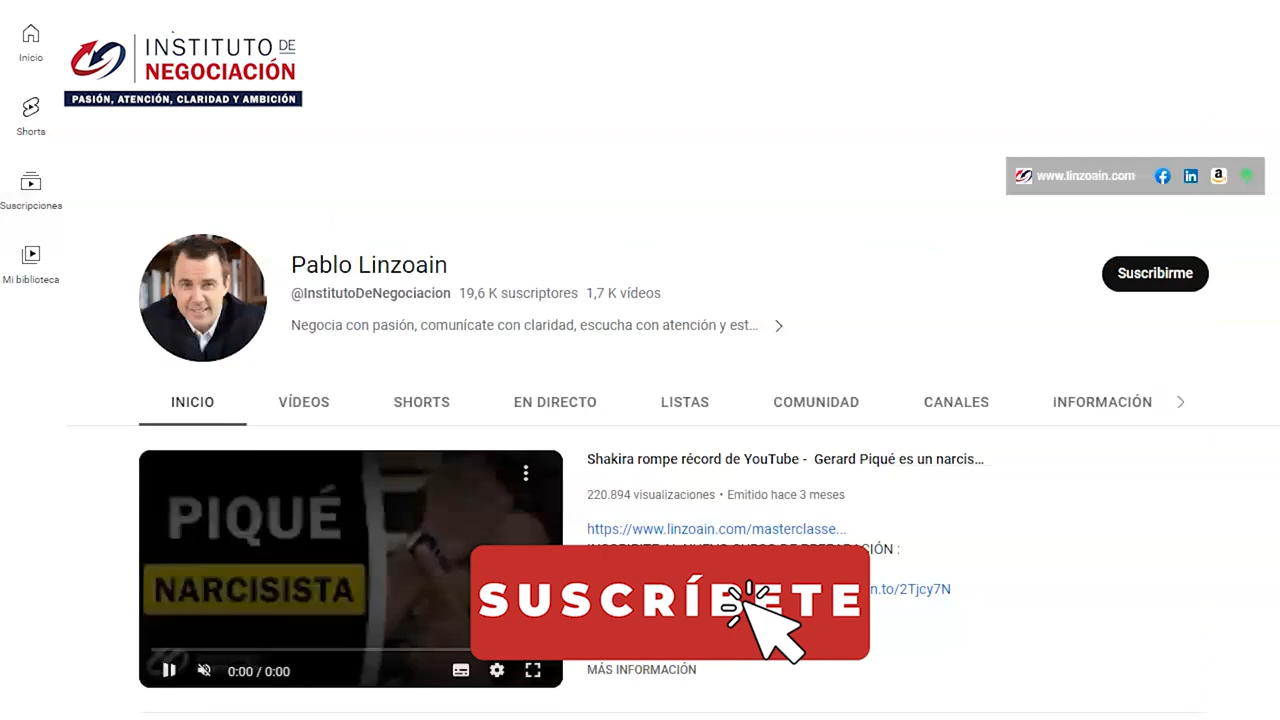 Inicio
Shorts
Suscripciones
Mi biblioteca
INSTITUTO DE
NEGOCIACIÓN
PASIÓN, ATENCIÓN, CLARIDAD Y AMBICIÓN
www.linzoain.com
Pablo Linzoain
@InstitutoDeNegociacion 19,6 K suscriptores 1,7 K vídeos
Negocia con pasión, comunícate con claridad, escucha con atención y est...
Suscribirme
INICIO VÍDEOS SHORTS EN DIRECTO LISTAS COMUNIDAD CANALES INFORMACIÓN
PIQUÉ
NARCISISTA
0:00 / 0:00
Shakira rompe récord de YouTube - Gerard Piqué es un narcis...
220.894 visualizaciones • Emitido hace 3 meses
https://www.linzoain.com/masterclasse...
n.to/2Tjcy7N
SUSCRÍBETE
MÁS INFORMACIÓN